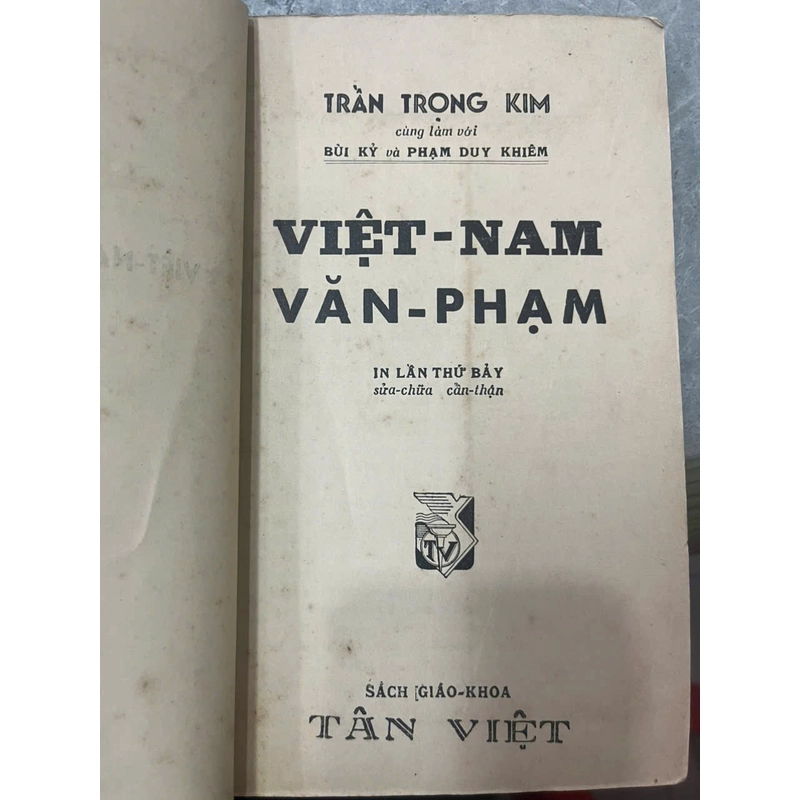 TRẦN TRỌNG KIM
cùng làm với
BÙI KỶ và PHẠM DUY KHIÊM
VIỆT-NAM
VĂN-PHẠM
IN LẦN THỨ BẢY
sửa-chữa cẩn-thận
TV
SÁCH GIÁO-KHOA
TÂN VIỆT